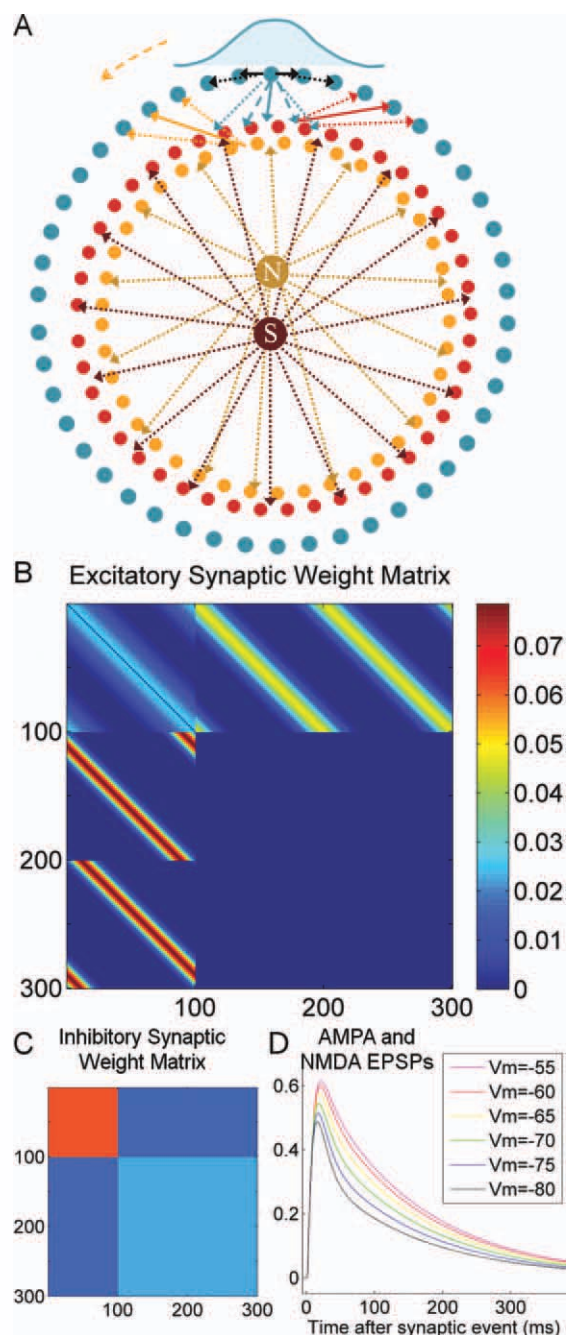 A
N
S
B
Excitatory Synaptic Weight Matrix
0.07
0.06
0.05
0.04
0.03
0.02
0.01
0
100
200
300
100
200
300
C
Inhibitory Synaptic
Weight Matrix
100
200
300
100
200
300
D
AMPA and
NMDA EPSPs
0.6
0.4
0.2
0
Vm=-55
Vm=-60
Vm=-65
Vm=-70
Vm=-75
Vm=-80
0
100
200
300
Time after synaptic event (ms)